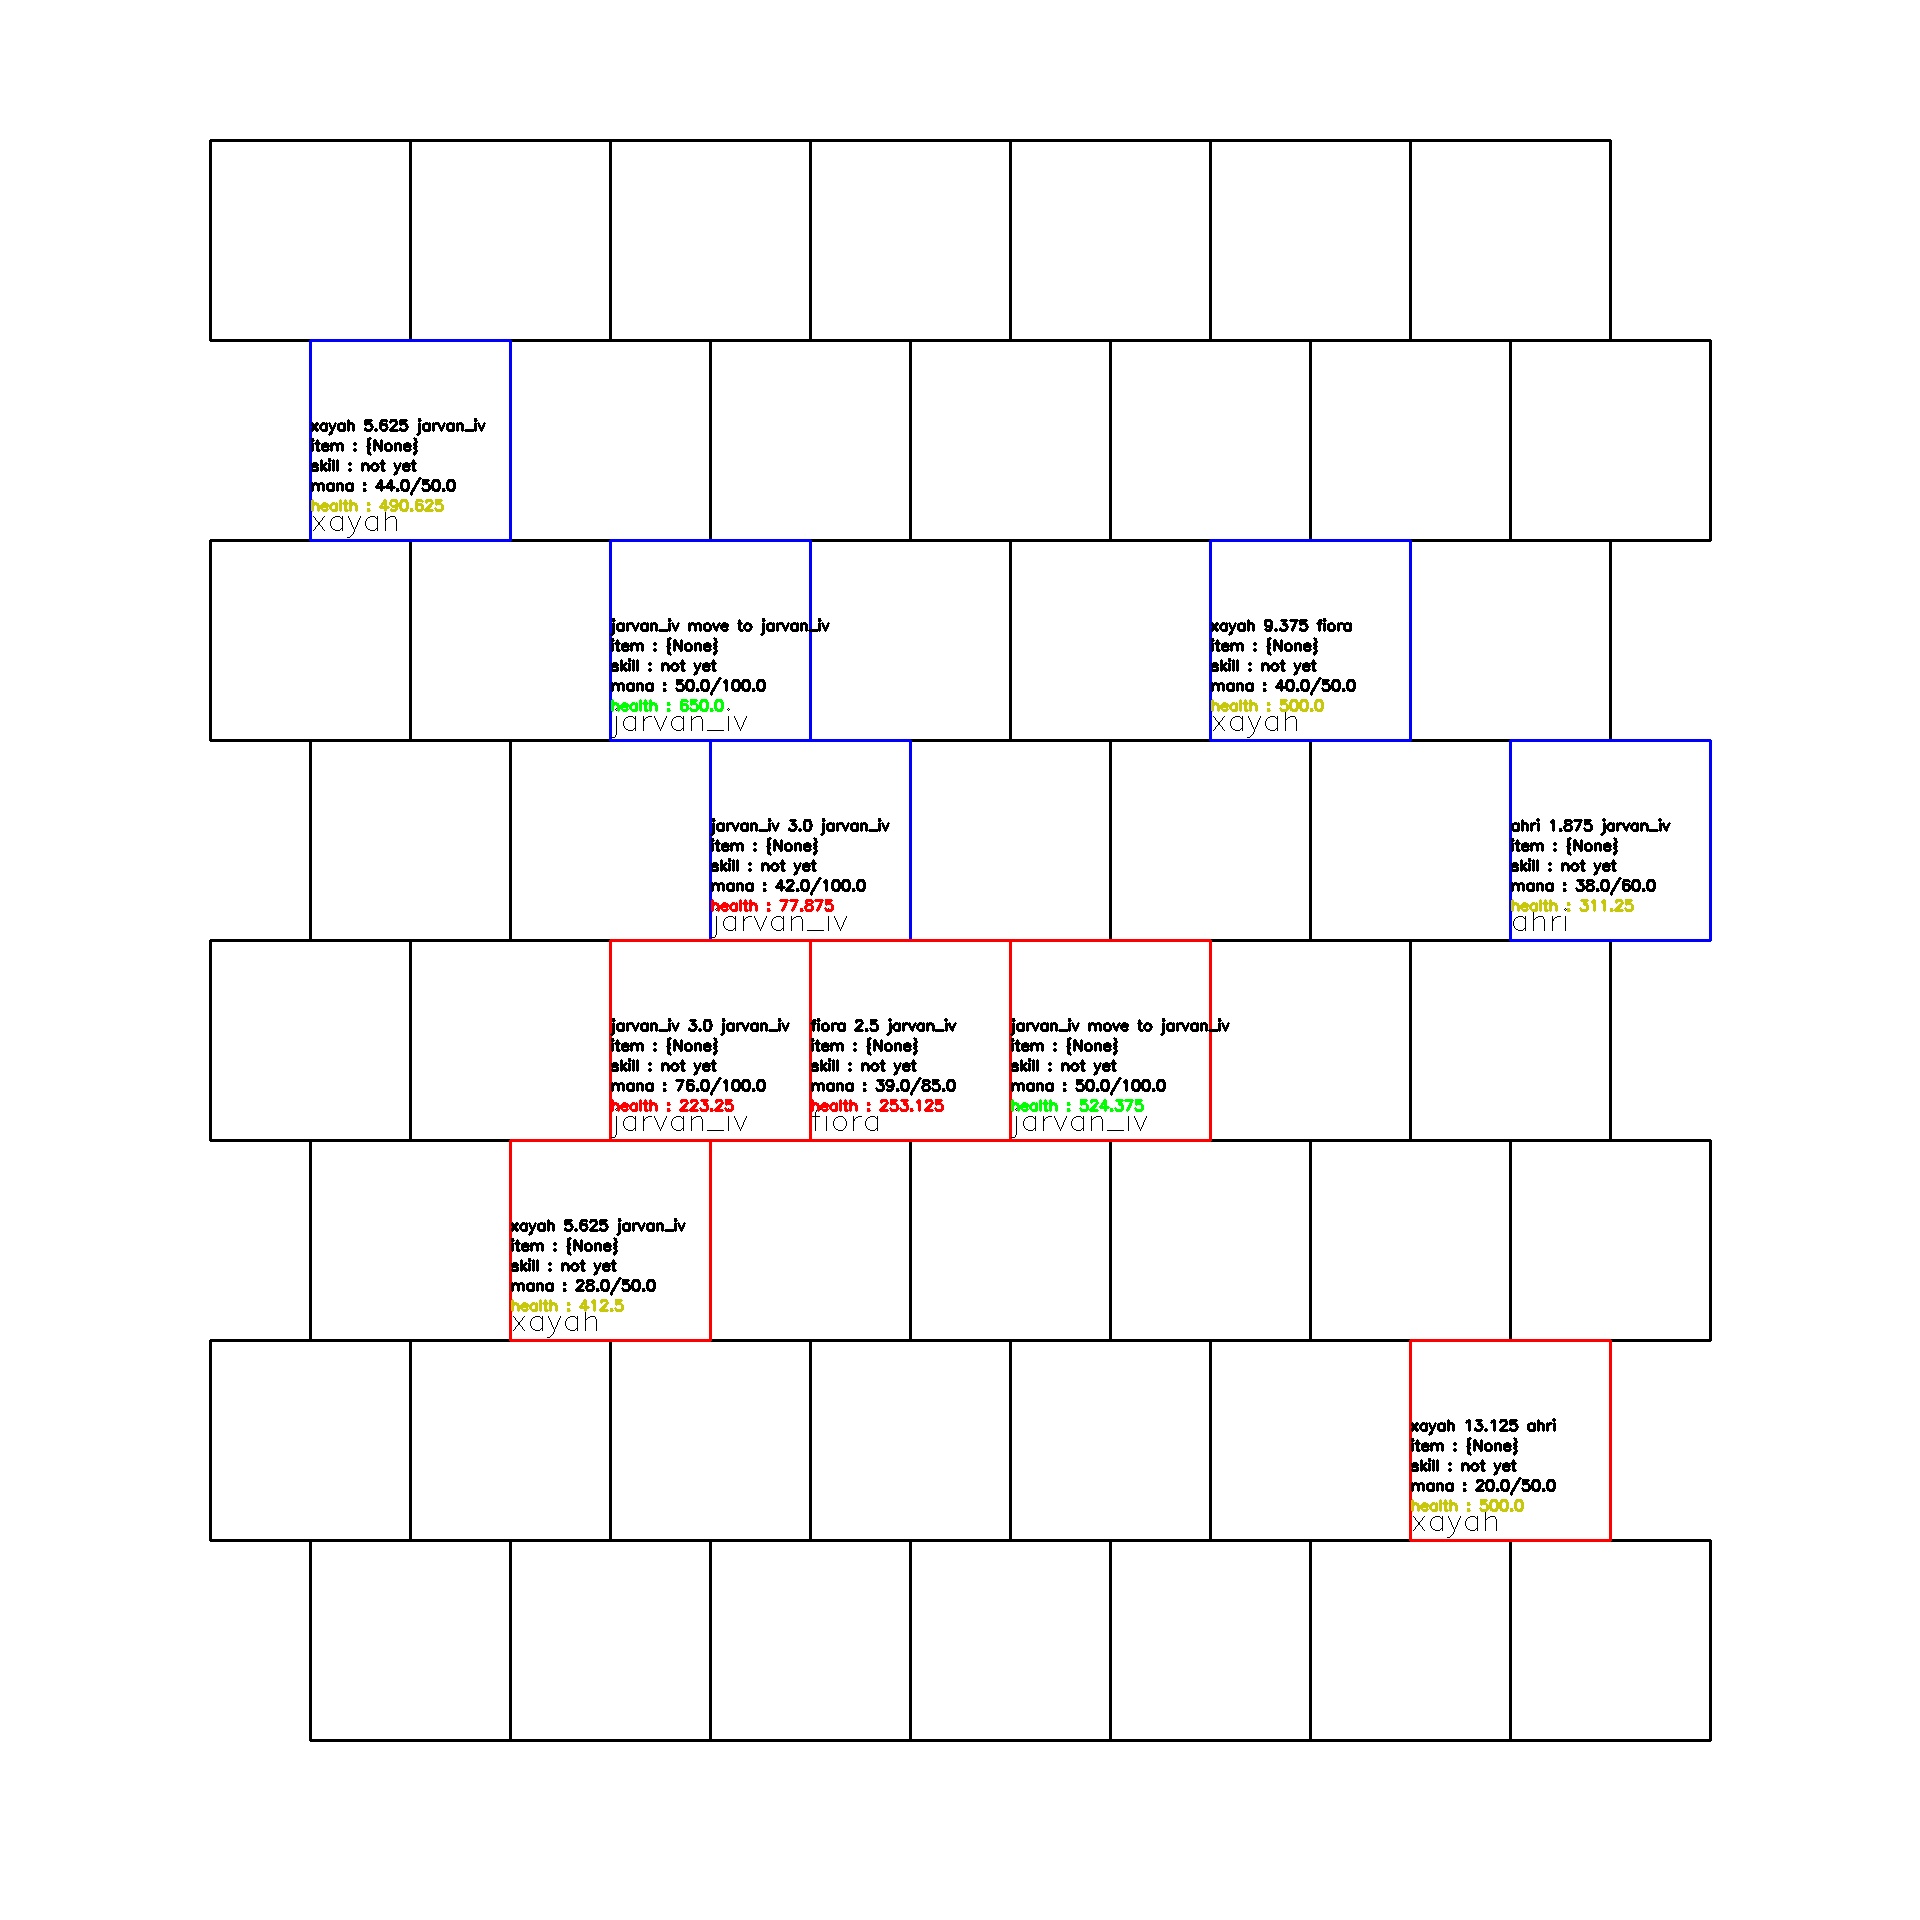 xayah 5.625 jarvan_iv
item : {None}
skill : not yet
mana : 44.0/50.0
health : 490.625
xayah
jarvan_iv move to jarvan_iv
item : {None}
skill : not yet
mana : 50.0/100.0
health : 650.0
jarvan_iv
xayah 9.375 fiora
item : {None}
skill : not yet
mana : 40.0/50.0
health : 500.0
xayah
jarvan_iv 3.0 jarvan_iv
item : {None}
skill : not yet
mana : 42.0/100.0
health : 77.875
jarvan_iv
ahri 1.875 jarvan_iv
item : {None}
skill : not yet
mana : 38.0/60.0
health : 311.25
ahri
jarvan_iv 3.0 jarvan_iv
item : {None}
skill : not yet
mana : 76.0/100.0
health : 223.25
jarvan_iv
fiora 2.5 jarvan_iv
item : {None}
skill : not yet
mana : 39.0/85.0
health : 253.125
fiora
jarvan_iv move to jarvan_iv
item : {None}
skill : not yet
mana : 50.0/100.0
health : 524.375
jarvan_iv
xayah 5.625 jarvan_iv
item : {None}
skill : not yet
mana : 28.0/50.0
health : 412.5
xayah
xayah 13.125 ahri
item : {None}
skill : not yet
mana : 20.0/50.0
health : 500.0
xayah